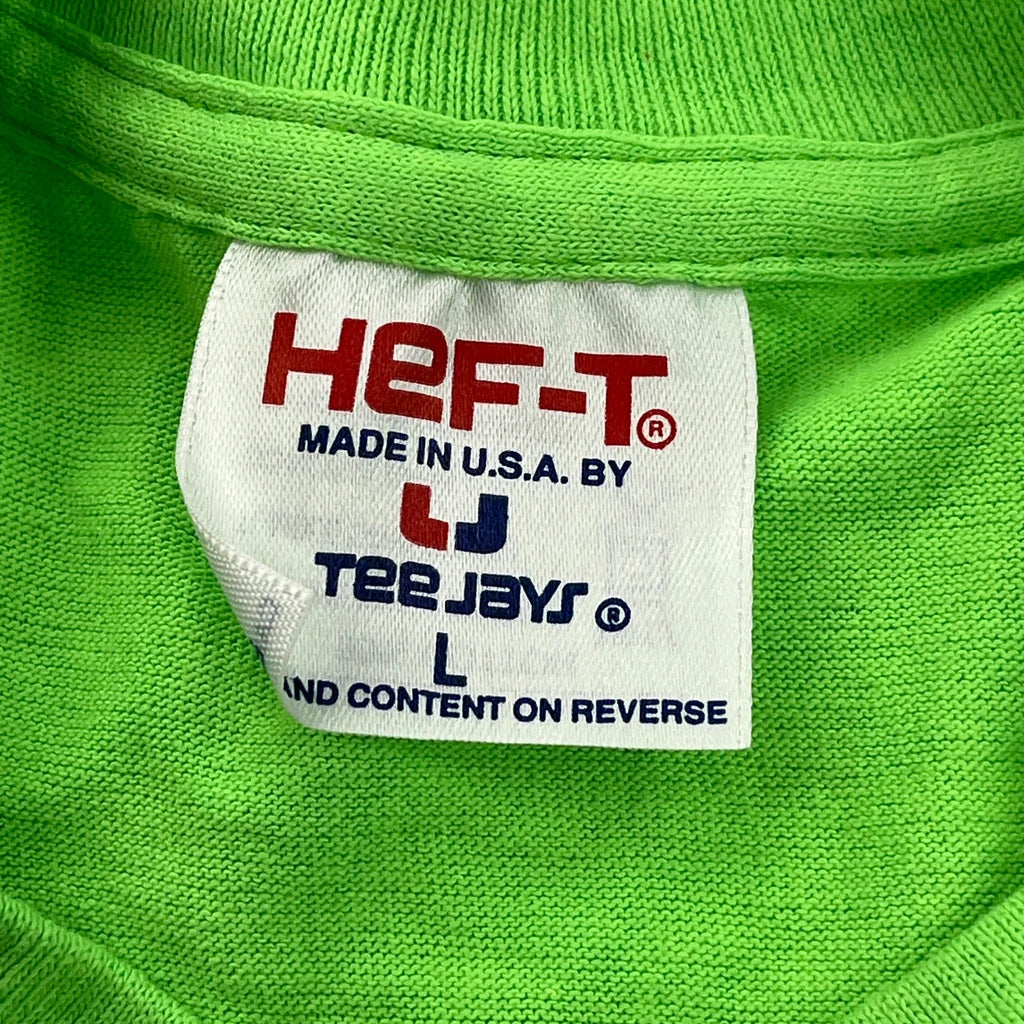 HeF-T®
MADE IN U.S.A. BY
TEE JAYS ®
L
AND CONTENT ON REVERSE